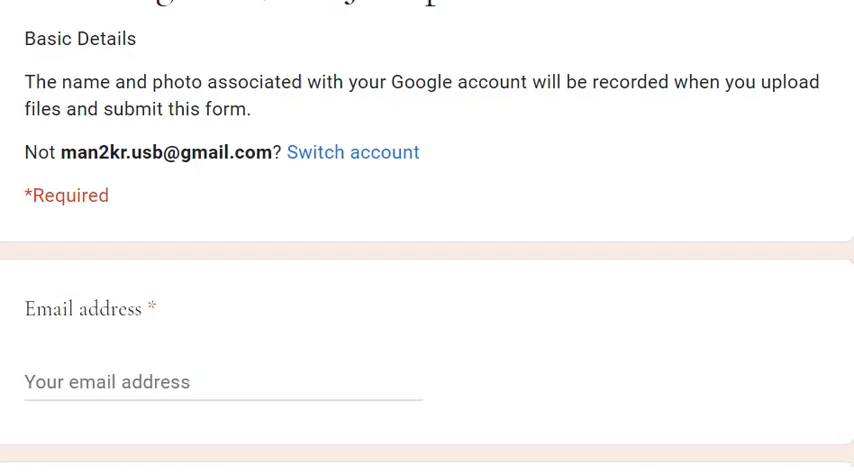 Basic Details
The name and photo associated with your Google account will be recorded when you upload
files and submit this form.
Not man2kr.usb@gmail.com? Switch account
*Required
Email address *
Your email address